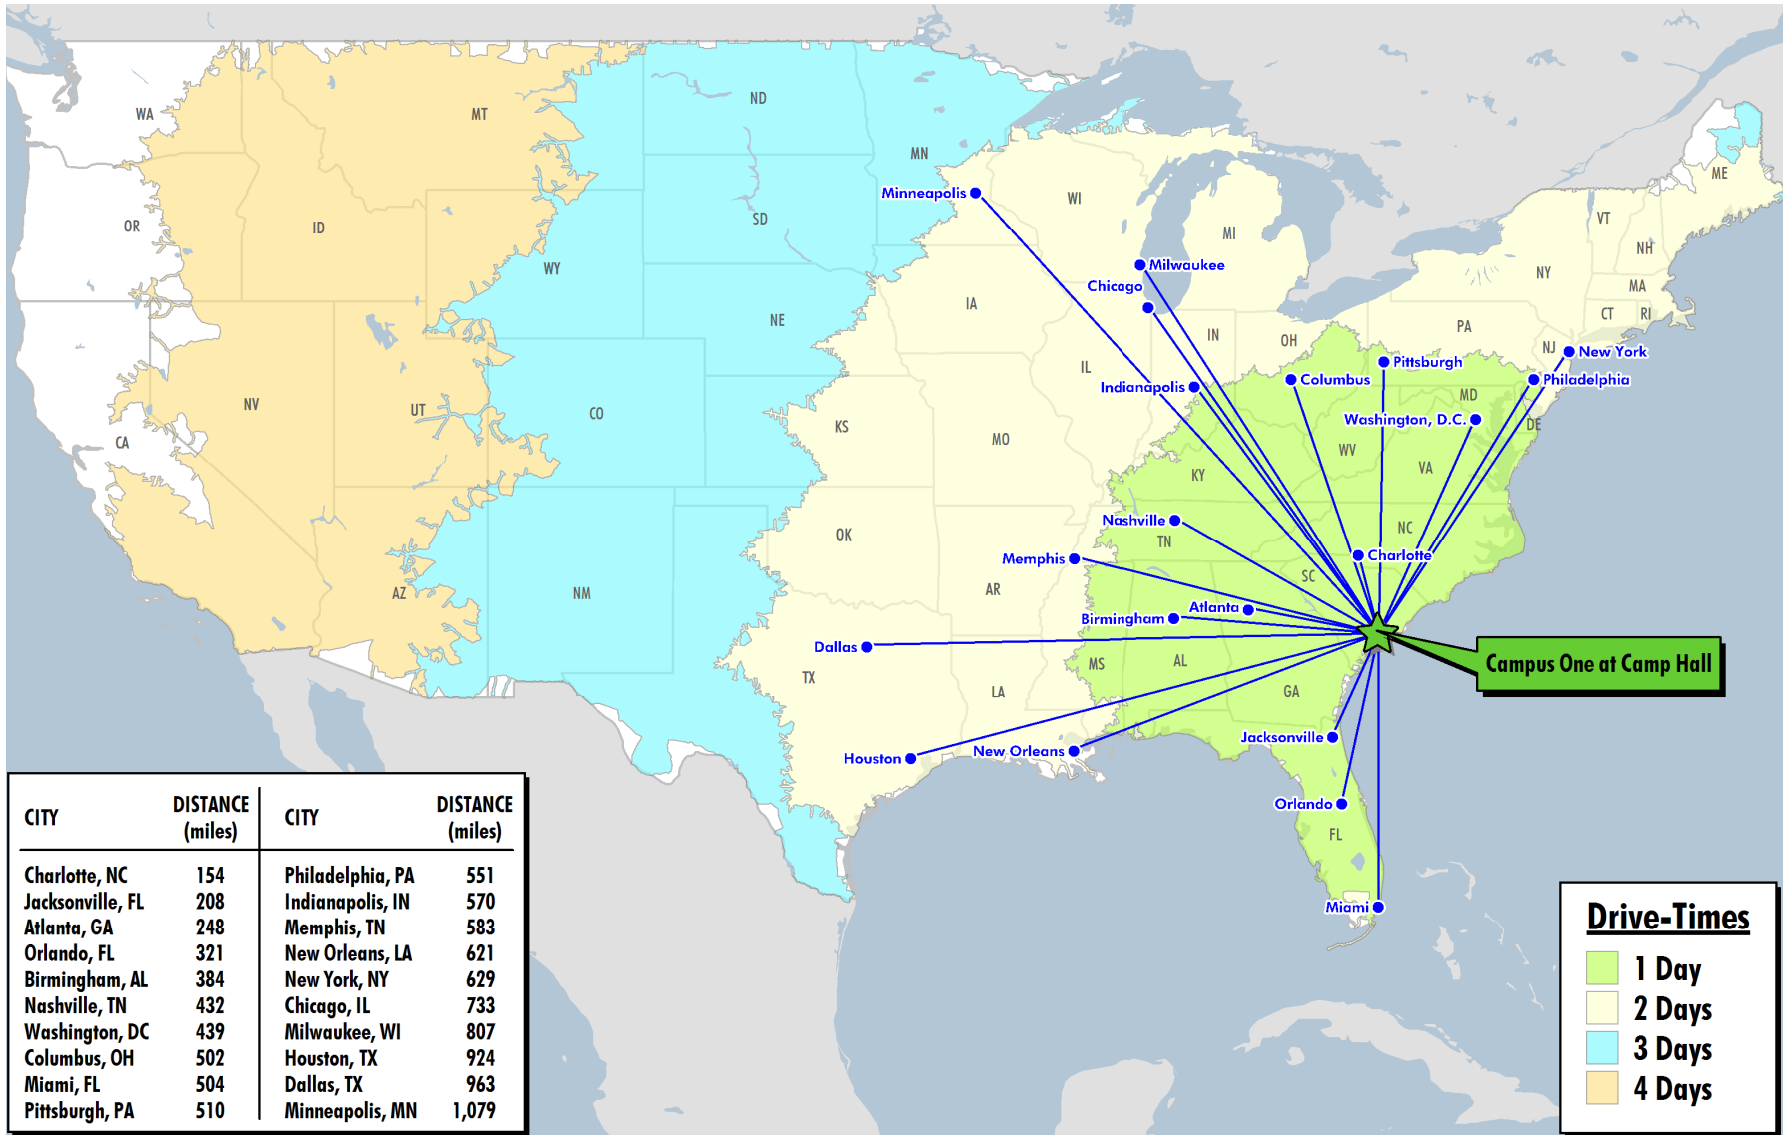 WA
MT
ND
MN
ME
OR
ID
SD
WI
MI
VT
NH
NY
MA
CT
RI
WY
NE
IA
IN
OH
PA
NJ
IL
NV
UT
CO
KS
MO
MD
DE
WV
VA
KY
CA
OK
TN
NC
AZ
NM
AR
SC
TX
LA
MS
AL
GA
FL
Minneapolis
Milwaukee
Chicago
New York
Pittsburgh
Columbus
Philadelphia
Indianapolis
Washington, D.C.
Nashville
Charlotte
Memphis
Atlanta
Birmingham
Dallas
Campus One at Camp Hall
Jacksonville
New Orleans
Houston
Orlando
Miami
CITY DISTANCE (miles) CITY DISTANCE (miles)
Charlotte, NC 154 Philadelphia, PA 551
Jacksonville, FL 208 Indianapolis, IN 570
Atlanta, GA 248 Memphis, TN 583
Orlando, FL 321 New Orleans, LA 621
Birmingham, AL 384 New York, NY 629
Nashville, TN 432 Chicago, IL 733
Washington, DC 439 Milwaukee, WI 807
Columbus, OH 502 Houston, TX 924
Miami, FL 504 Dallas, TX 963
Pittsburgh, PA 510 Minneapolis, MN 1,079
Drive-Times
1 Day
2 Days
3 Days
4 Days